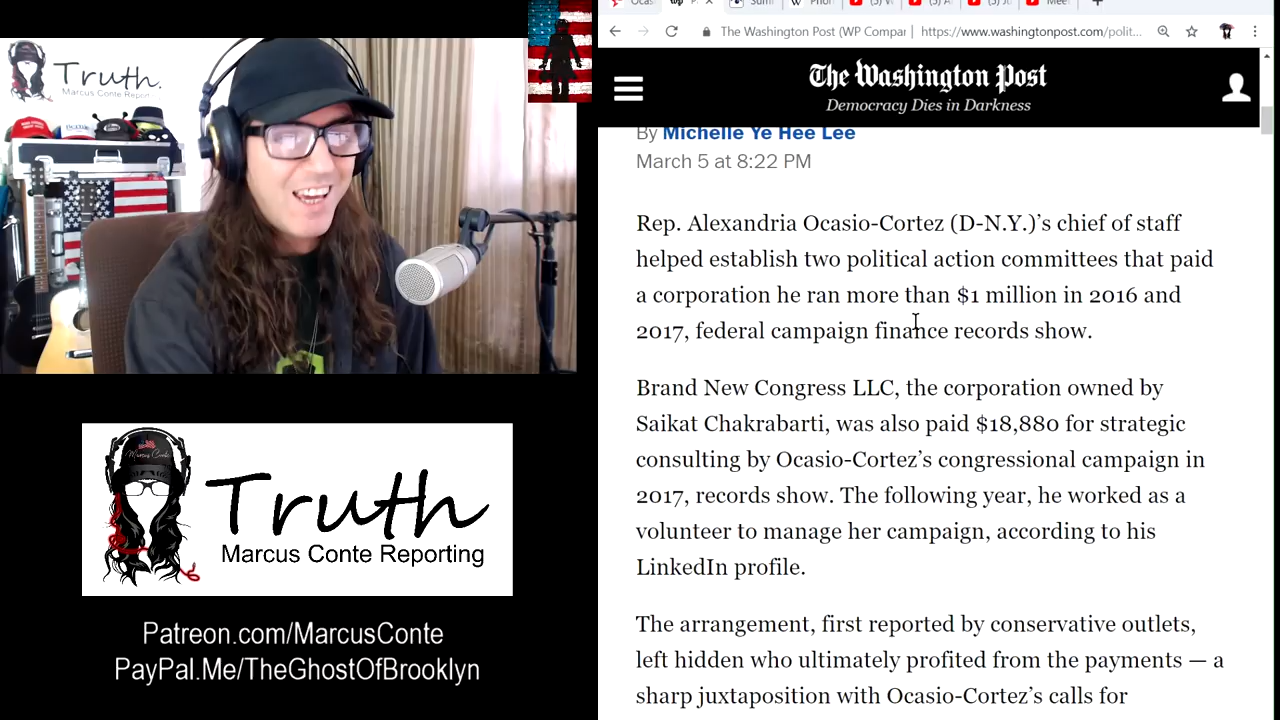 Truth.
Marcus Conte Reporting
The Washington Post (WP Compan
https://www.washingtonpost.com/polit...
The Washington Post
Democracy Dies in Darkness
By Michelle Ye Hee Lee
March 5 at 8:22 PM
Rep. Alexandria Ocasio-Cortez (D-N.Y.)’s chief of staff
helped establish two political action committees that paid
a corporation he ran more than $1 million in 2016 and
2017, federal campaign finance records show.
Brand New Congress LLC, the corporation owned by
Saikat Chakrabarti, was also paid $18,880 for strategic
consulting by Ocasio-Cortez’s congressional campaign in
2017, records show. The following year, he worked as a
volunteer to manage her campaign, according to his
LinkedIn profile.
The arrangement, first reported by conservative outlets,
left hidden who ultimately profited from the payments — a
sharp juxtaposition with Ocasio-Cortez’s calls for
Marcus Conte
Truth
Marcus Conte Reporting
Patreon.com/MarcusConte
PayPal.Me/TheGhostOfBrooklyn